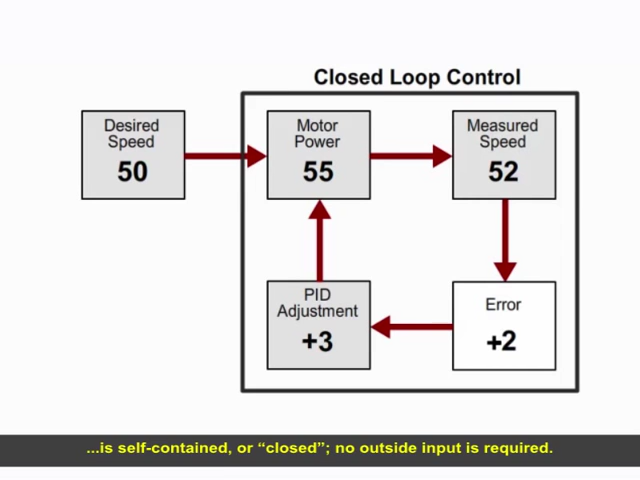 Closed Loop Control
Desired
Speed
50
Motor
Power
55
Measured
Speed
52
PID
Adjustment
+3
Error
+2
...is self-contained, or “closed”; no outside input is required.